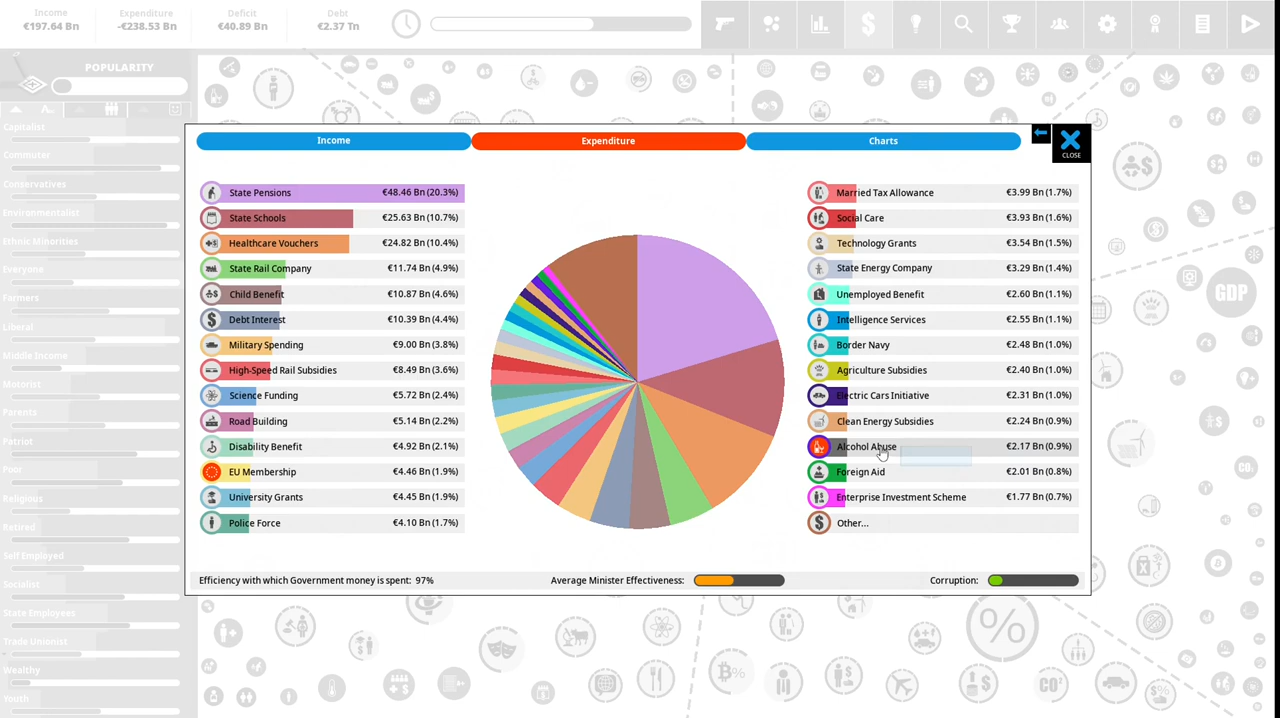 Income
€197.64 Bn
Expenditure
-€238.53 Bn
Deficit
€40.89 Bn
Debt
€2.37 Tn
POPULARITY
Capitalist
Commuter
Conservatives
Environmentalist
Ethnic Minorities
Everyone
Farmers
Liberal
Middle Income
Motorist
Parents
Patriot
Poor
Religious
Retired
Self Employed
Socialist
State Employees
Trade Unionist
Wealthy
Youth
Income
Expenditure
Charts
CLOSE
State Pensions €48.46 Bn (20.3%)
State Schools €25.63 Bn (10.7%)
Healthcare Vouchers €24.82 Bn (10.4%)
State Rail Company €11.74 Bn (4.9%)
Child Benefit €10.87 Bn (4.6%)
Debt Interest €10.39 Bn (4.4%)
Military Spending €9.00 Bn (3.8%)
High-Speed Rail Subsidies €8.49 Bn (3.6%)
Science Funding €5.72 Bn (2.4%)
Road Building €5.14 Bn (2.2%)
Disability Benefit €4.92 Bn (2.1%)
EU Membership €4.46 Bn (1.9%)
University Grants €4.45 Bn (1.9%)
Police Force €4.10 Bn (1.7%)
Married Tax Allowance €3.99 Bn (1.7%)
Social Care €3.93 Bn (1.6%)
Technology Grants €3.54 Bn (1.5%)
State Energy Company €3.29 Bn (1.4%)
Unemployed Benefit €2.60 Bn (1.1%)
Intelligence Services €2.55 Bn (1.1%)
Border Navy €2.48 Bn (1.0%)
Agriculture Subsidies €2.40 Bn (1.0%)
Electric Cars Initiative €2.31 Bn (1.0%)
Clean Energy Subsidies €2.24 Bn (0.9%)
Alcohol Abuse €2.17 Bn (0.9%)
Foreign Aid €2.01 Bn (0.8%)
Enterprise Investment Scheme €1.77 Bn (0.7%)
Other...
Efficiency with which Government money is spent: 97%
Average Minister Effectiveness:
Corruption:
GDP
%
CO²